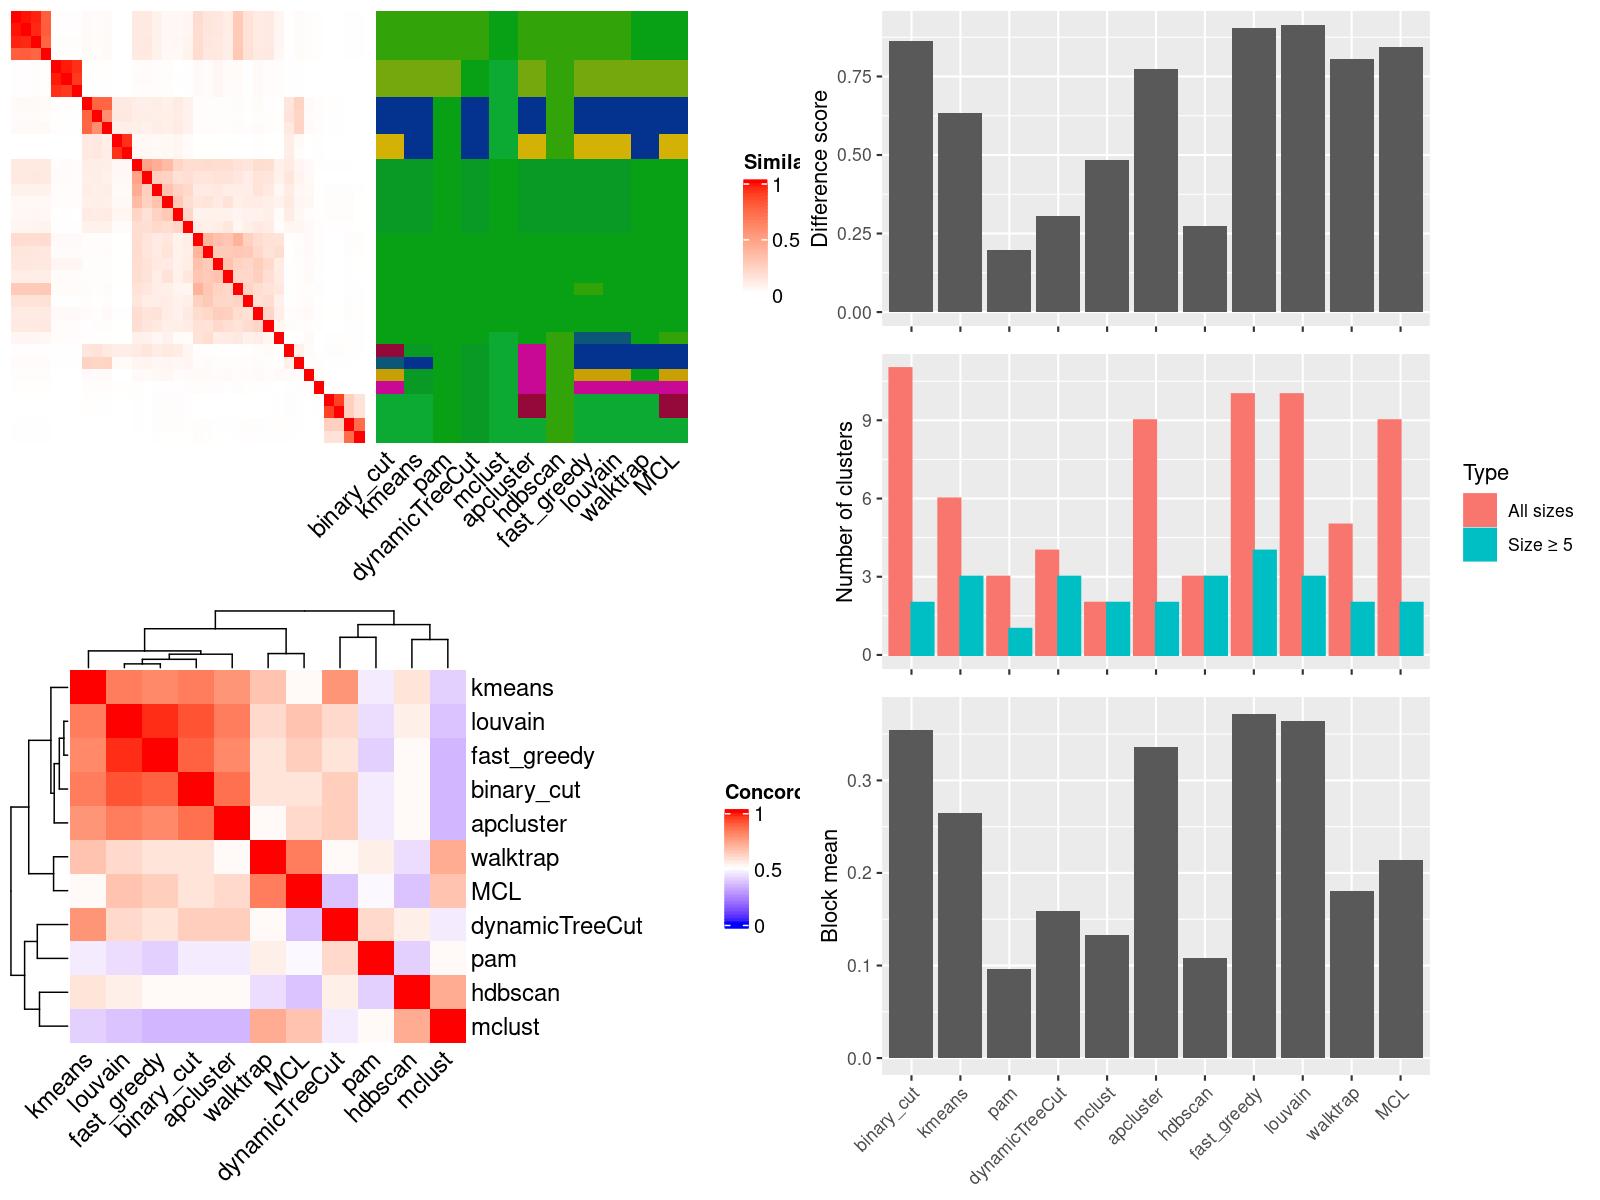 Simila
1
0.5
0
binary_cut
kmeans
pam
dynamicTreeCut
mclust
apcluster
hdbscan
fast_greedy
louvain
walktrap
MCL
kmeans
louvain
fast_greedy
binary_cut
apcluster
walktrap
MCL
dynamicTreeCut
pam
hdbscan
mclust
kmeans
louvain
fast_greedy
binary_cut
apcluster
walktrap
MCL
dynamicTreeCut
pam
hdbscan
mclust
Concord
1
0.5
0
Difference score
0.75
0.50
0.25
0.00
Number of clusters
9
6
3
0
Type
All sizes
Size ≥ 5
Block mean
0.3
0.2
0.1
0.0
binary_cut
kmeans
pam
dynamicTreeCut
mclust
apcluster
hdbscan
fast_greedy
louvain
walktrap
MCL